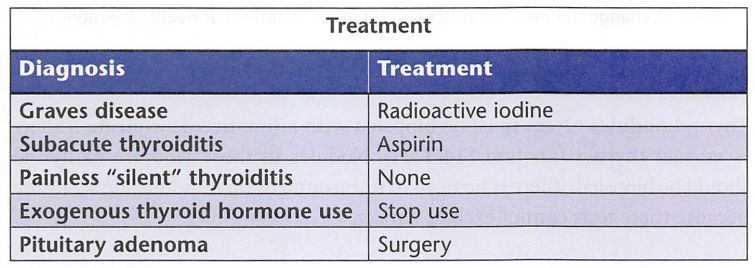 Treatment
Diagnosis Treatment
Graves disease Radioactive iodine
Subacute thyroiditis Aspirin
Painless “silent” thyroiditis None
Exogenous thyroid hormone use Stop use
Pituitary adenoma Surgery